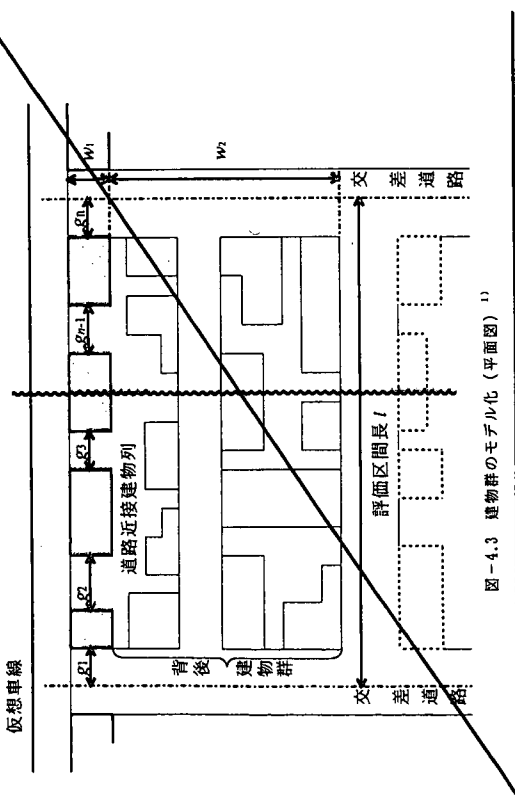 仮想車線
g1
g2
g3
gn-1
gn
w1
w2
道路近接建物列
背後建物群
評価区間長 l
交差道路
交差道路
図-4.3 建物群のモデル化（平面図）1)